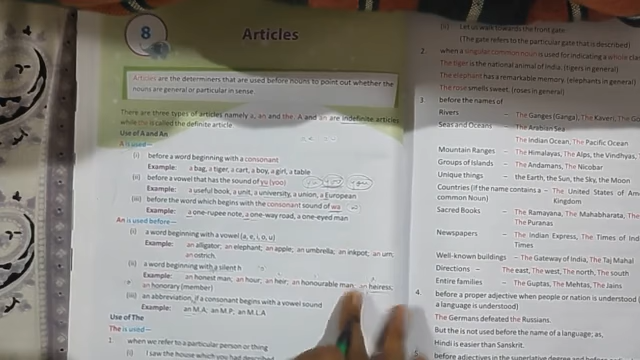 8
Articles
Articles are the determiners that are used before nouns to point out whether the
nouns are general or particular in sense.
There are three types of articles namely a, an and the. A and an are indefinite articles
while the is called the definite article.
Use of A and An
A is used—
(i) before a word beginning with a consonant
Example: a bag, a tiger, a cart, a boy, a girl, a table
(ii) before a vowel that has the sound of yu (yoo)
Example: a useful book, a unit, a university, a union, a European
(iii) before the word which begins with the consonant sound of wa
Example: a one-rupee note, a one-way road, a one-eyed man
An is used before—
(i) a word beginning with a vowel (a, e, i, o, u)
Example: an alligator; an elephant; an apple; an umbrella; an inkpot; an urn,
an ostrich.
(ii) a word beginning with a silent h
Example: an honest man; an hour; an heir; an honourable man; an heiress;
an honorary (member)
(iii) an abbreviation, if a consonant begins with a vowel sound
Example: an M.A; an M.P; an M.L.A
Use of The
The is used—
1. when we refer to a particular person or thing
(i) I saw the house which you had described
(ii) Let us walk towards the front gate.
(The gate refers to the particular gate that is described)
2. when a singular common noun is used for indicating a whole
The tiger is the national animal of India. (tigers in general)
The elephant has a remarkable memory. (elephants in general)
The rose smells sweet. (roses in general)
3. before the names of
Rivers – The Ganges (Ganga), The Kaveri, The
Seas and Oceans – The Arabian Sea
The Indian Ocean, The Pacific Ocean
Mountain Ranges – The Himalayas, The Alps, the Vindhyas,
Groups of Islands – The Andamans, The Nicobar
Unique things – the Earth, the Sun, the Sky, the Moon
Countries (if the name contains a – The United States of
common Noun) Kingdom
Sacred Books – The Ramayana, The Mahabharata,
The Puranas
Newspapers – The Indian Express, The Times of
Times
Well-known buildings – The Gateway of India, The Taj Mahal
Directions – the east, The west, The north, The south
Entire families – The Guptas, The Mehtas, The Jains
4. before a proper adjective when people or nation is understood
a language is understood)
The Germans defeated the Russians.
But the is not used before the name of a language; as,
Hindi is easier than Sanskrit.
before adjectives in the superlative degree and before